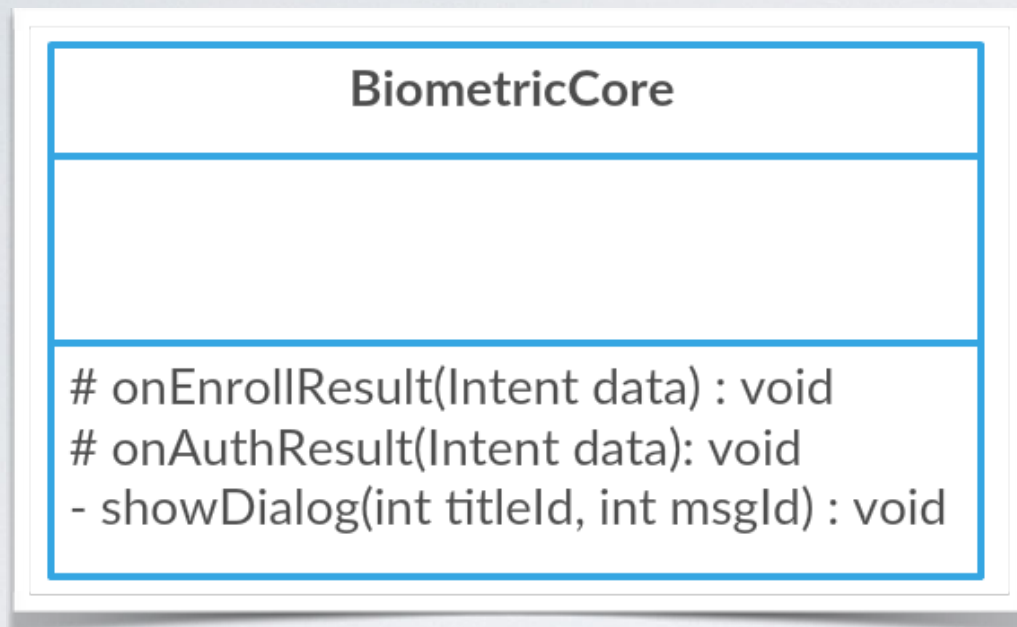 BiometricCore
# onEnrollResult(Intent data) : void
# onAuthResult(Intent data): void
- showDialog(int titleId, int msgId) : void